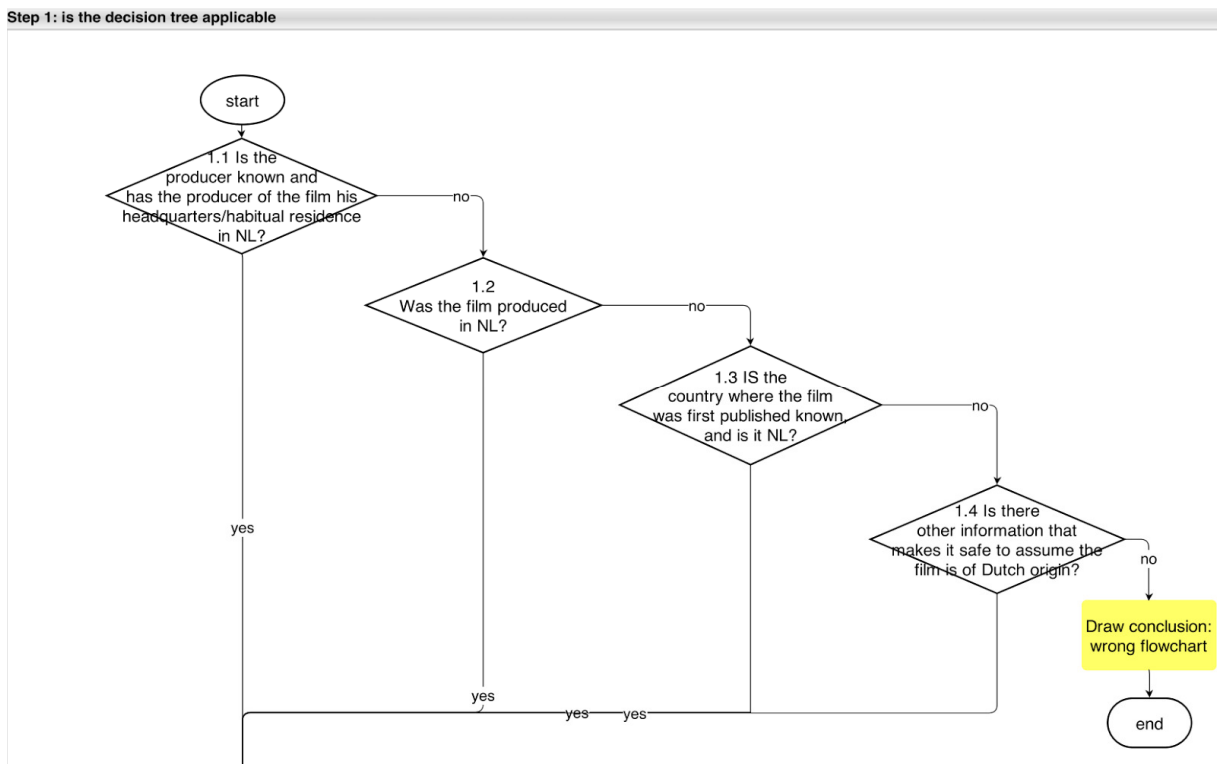 Step 1: is the decision tree applicable
start
1.1 Is the
producer known and
has the producer of the film his
headquarters/habitual residence
in NL?
no
1.2
Was the film produced
in NL?
no
1.3 IS the
country where the film
was first published known,
and is it NL?
no
1.4 Is there
other information that
makes it safe to assume the
film is of Dutch origin?
no
yes
Draw conclusion:
wrong flowchart
yes
yes
yes
end